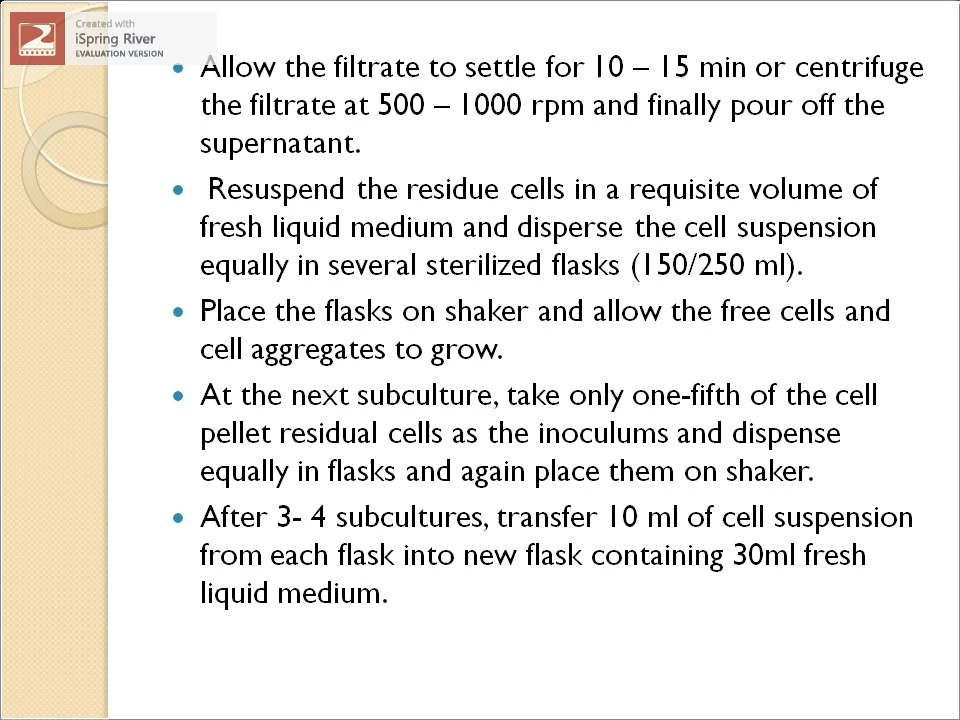 Created with
iSpring River
EVALUATION VERSION
• Allow the filtrate to settle for 10 – 15 min or centrifuge
the filtrate at 500 – 1000 rpm and finally pour off the
supernatant.
• Resuspend the residue cells in a requisite volume of
fresh liquid medium and disperse the cell suspension
equally in several sterilized flasks (150/250 ml).
• Place the flasks on shaker and allow the free cells and
cell aggregates to grow.
• At the next subculture, take only one-fifth of the cell
pellet residual cells as the inoculums and dispense
equally in flasks and again place them on shaker.
• After 3- 4 subcultures, transfer 10 ml of cell suspension
from each flask into new flask containing 30ml fresh
liquid medium.